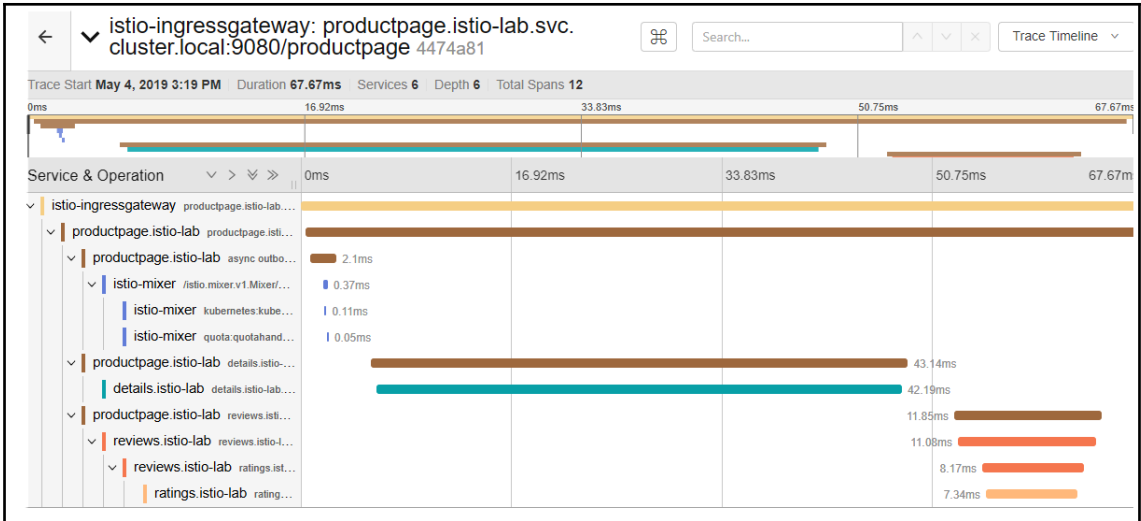 istio-ingressgateway: productpage.istio-lab.svc.
cluster.local:9080/productpage 4474a81
⌘
Search...
Trace Timeline
Trace Start May 4, 2019 3:19 PM Duration 67.67ms Services 6 Depth 6 Total Spans 12
0ms 16.92ms 33.83ms 50.75ms 67.67ms
Service & Operation 0ms 16.92ms 33.83ms 50.75ms 67.67m
istio-ingressgateway productpage.istio-lab....
productpage.istio-lab productpage.isti...
productpage.istio-lab async outbo... 2.1ms
istio-mixer /istio.mixer.v1.Mixer/... 0.37ms
istio-mixer kubernetes:kube... 0.11ms
istio-mixer quota:quotahand... 0.05ms
productpage.istio-lab details.istio-... 43.14ms
details.istio-lab details.istio-lab.... 42.19ms
productpage.istio-lab reviews.isti... 11.85ms
reviews.istio-lab reviews.istio-l... 11.08ms
reviews.istio-lab ratings.ist... 8.17ms
ratings.istio-lab rating... 7.34ms